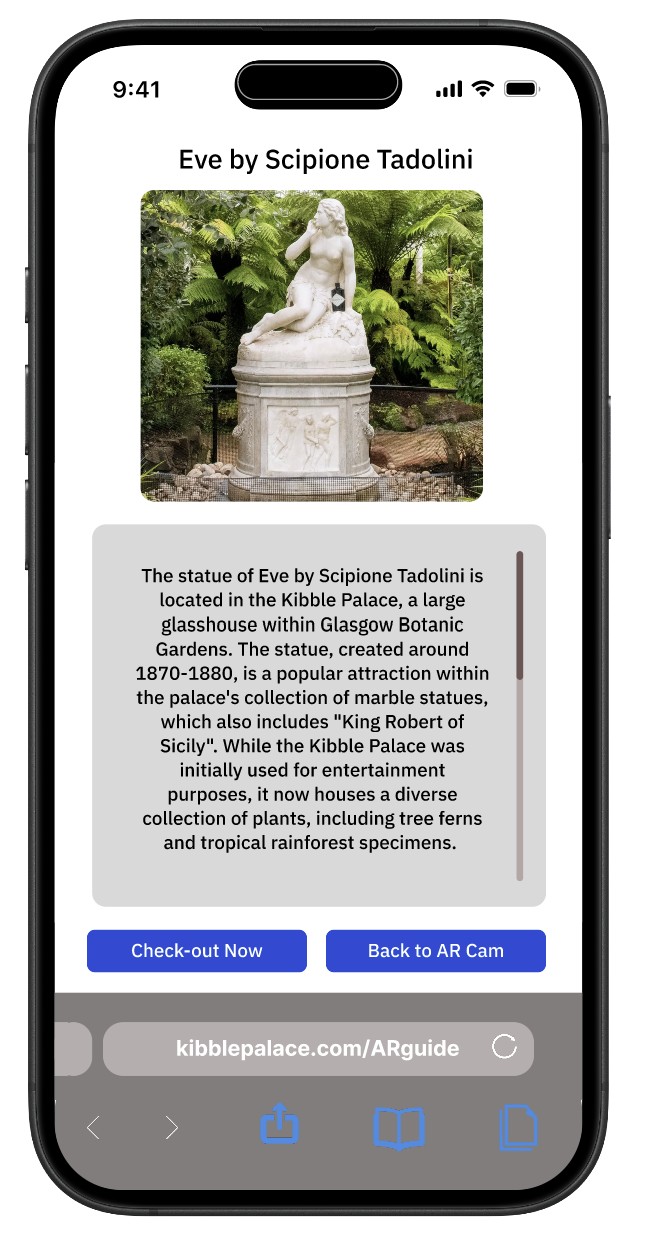 9:41
Eve by Scipione Tadolini
The statue of Eve by Scipione Tadolini is
located in the Kibble Palace, a large
glasshouse within Glasgow Botanic
Gardens. The statue, created around
1870-1880, is a popular attraction within
the palace's collection of marble statues,
which also includes "King Robert of
Sicily". While the Kibble Palace was
initially used for entertainment
purposes, it now houses a diverse
collection of plants, including tree ferns
and tropical rainforest specimens.
Check-out Now
Back to AR Cam
kibblepalace.com/ARguide